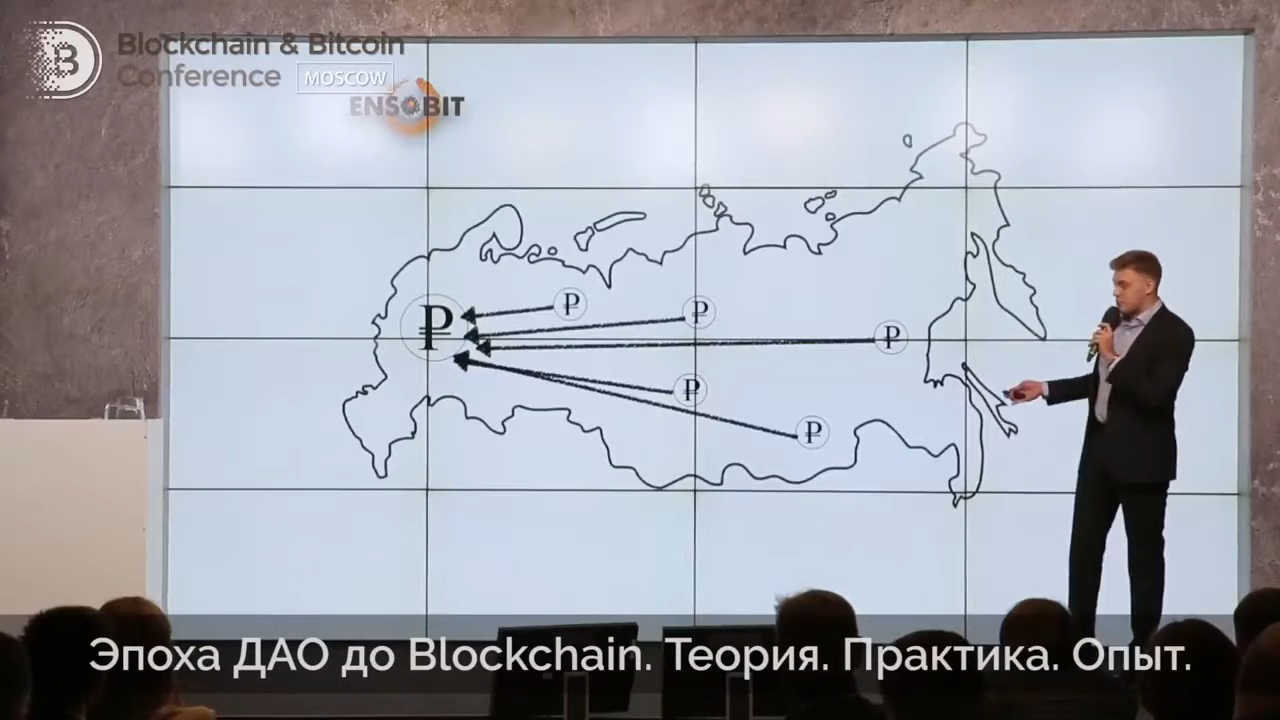 Blockchain & Bitcoin
Conference MOSCOW
ENSOBIT
₽
₽
₽
₽
₽
₽
Эпоха ДАО до Blockchain. Теория. Практика. Опыт.